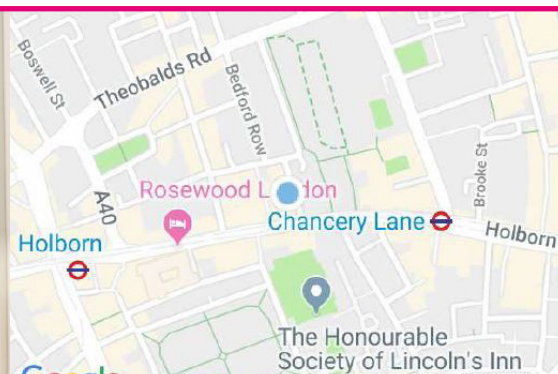 Boswell St
Theobalds Rd
Bedford Row
A40
Rosewood London
Brooke St
Chancery Lane
Holborn
Holborn
The Honourable
Society of Lincoln's Inn
Google